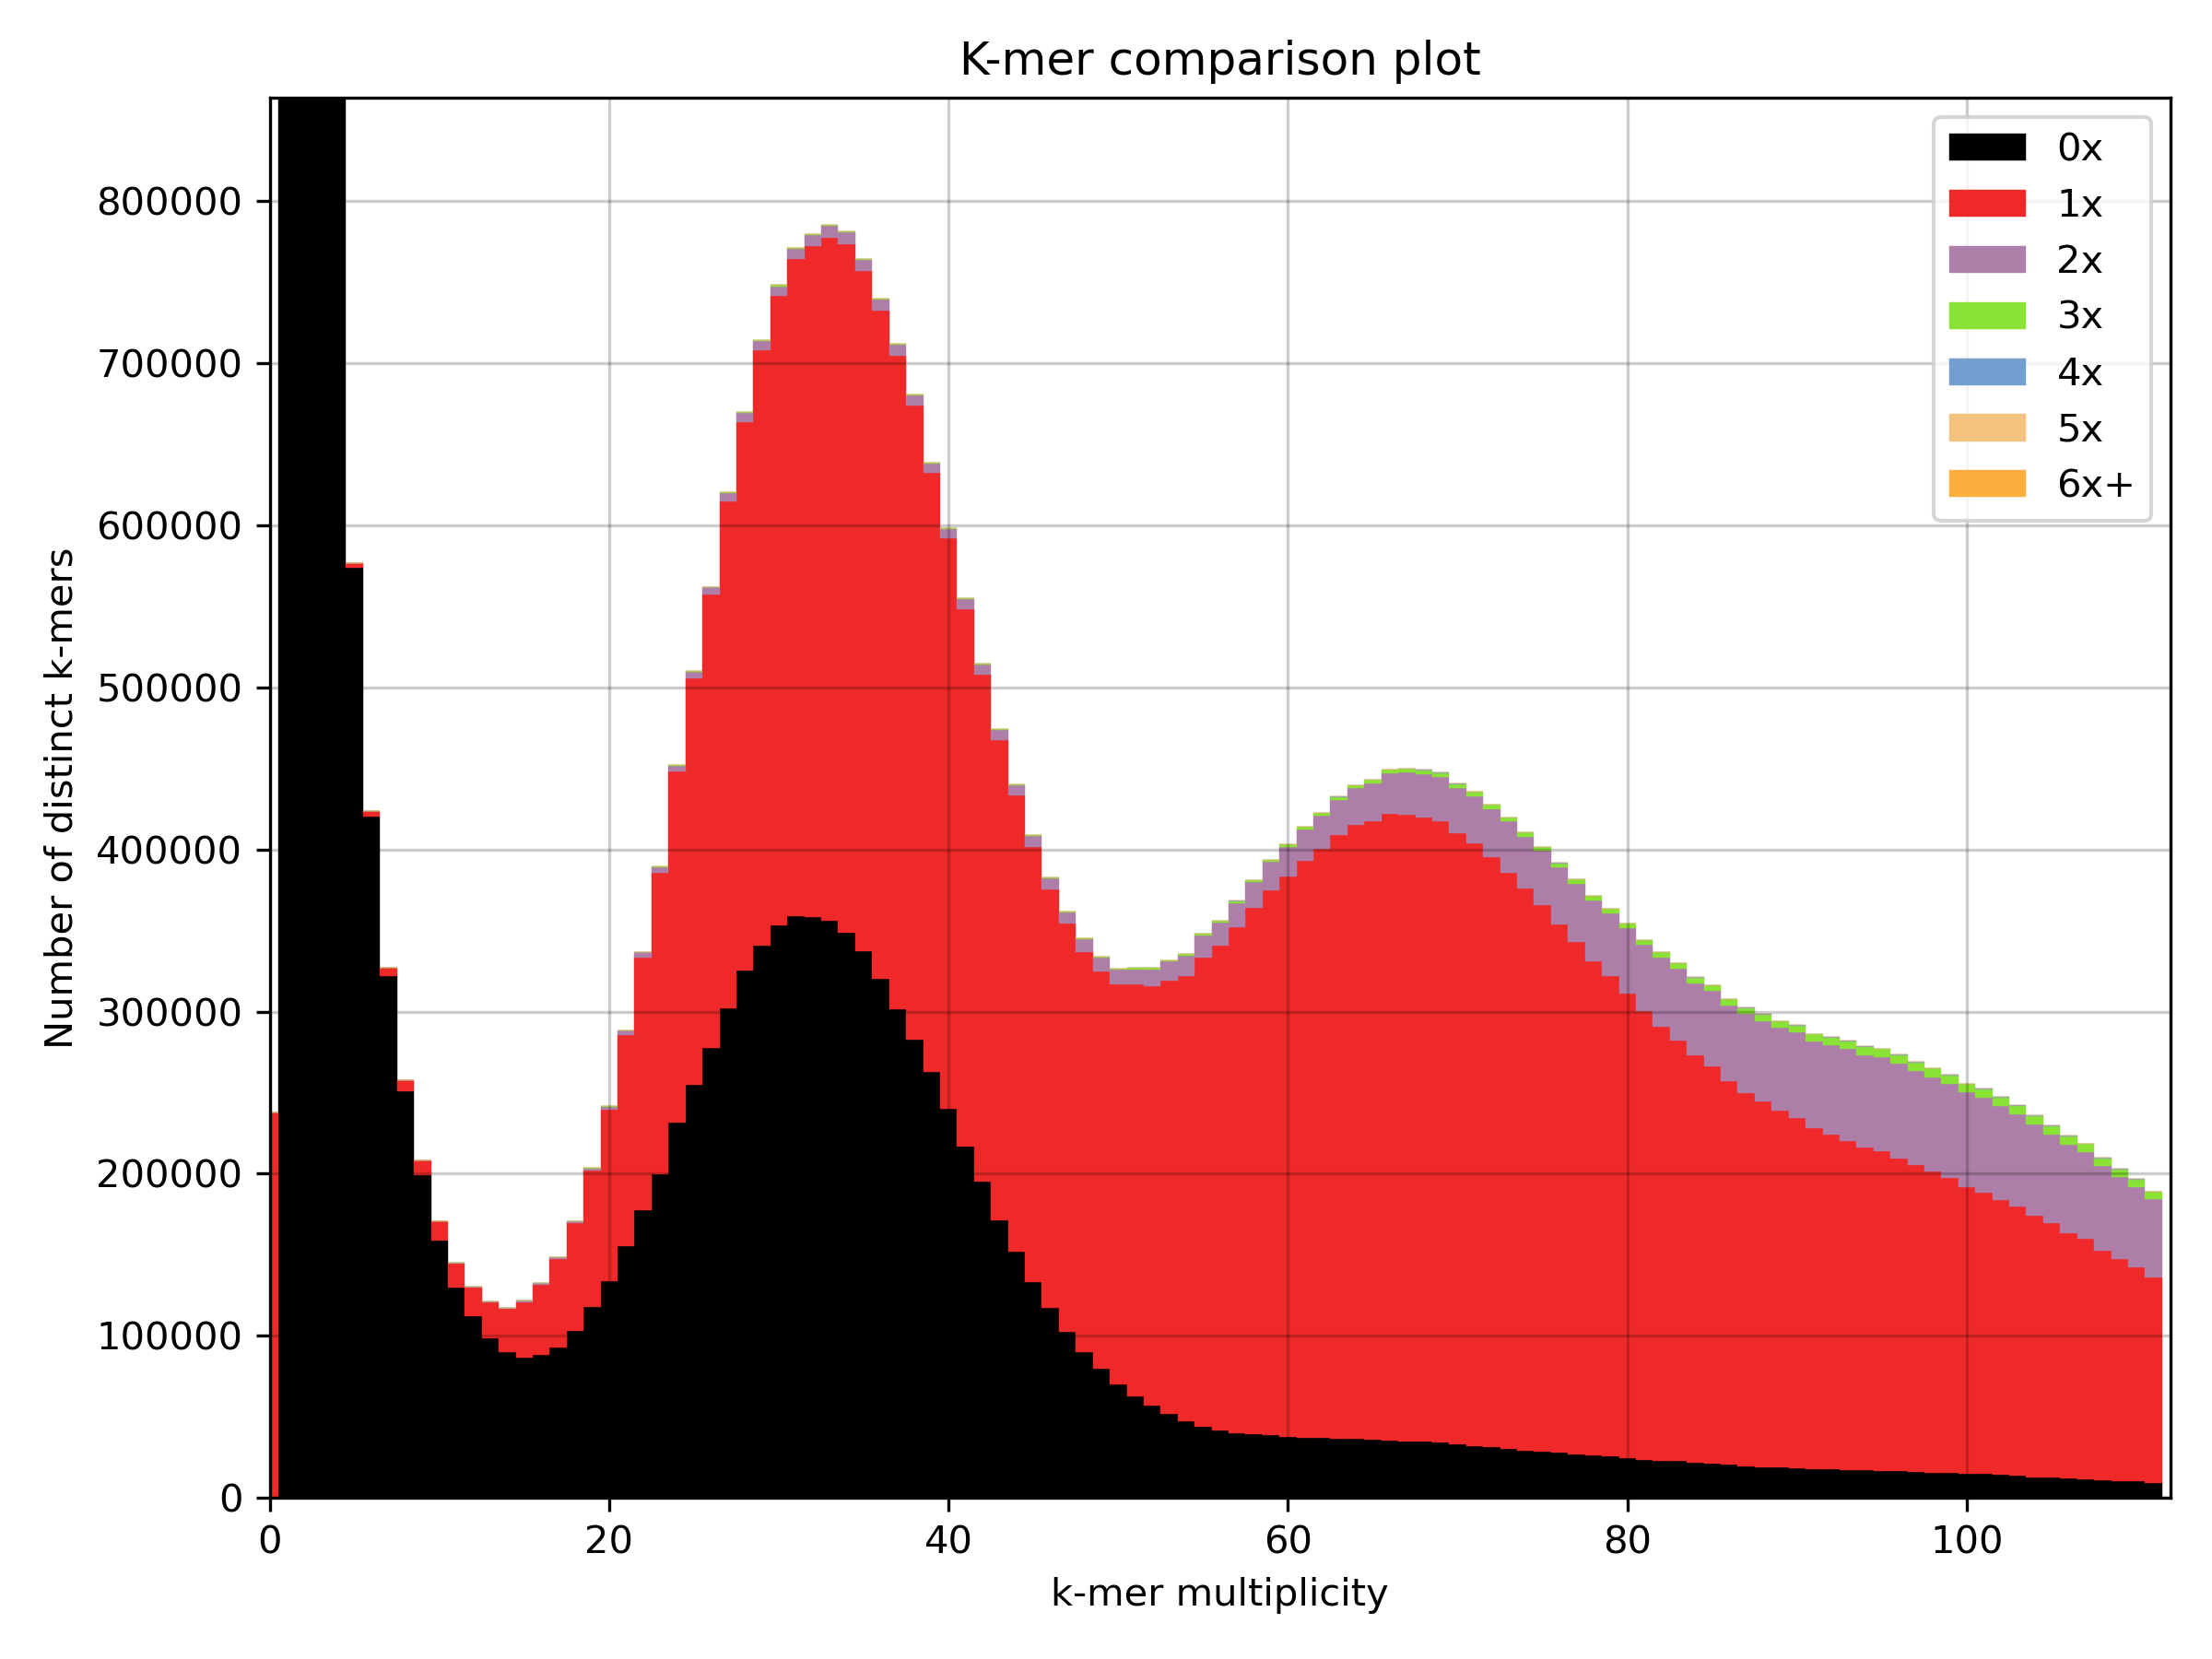 K-mer comparison plot
0x
1x
2x
3x
4x
5x
6x+
Number of distinct k-mers
800000
700000
600000
500000
400000
300000
200000
100000
0
0 20 40 60 80 100
k-mer multiplicity